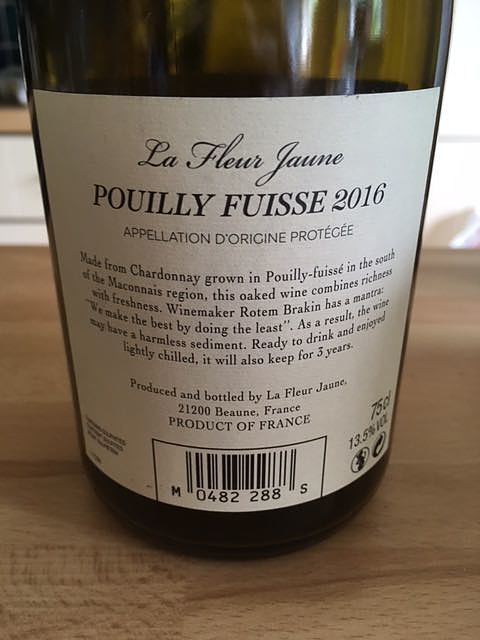 La Fleur Jaune
POUILLY FUISSE 2016
APPELLATION D'ORIGINE PROTÉGÉE
Made from Chardonnay grown in Pouilly-fuissé in the south
of the Maconnais region, this oaked wine combines richness
with freshness. Winemaker Rotem Brakin has a mantra:
"We make the best by doing the least". As a result, the wine
may have a harmless sediment. Ready to drink and enjoyed
lightly chilled, it will also keep for 3 years.
Produced and bottled by La Fleur Jaune,
21200 Beaune, France
PRODUCT OF FRANCE
75cl
13.5%VOL
M 0482 288 S